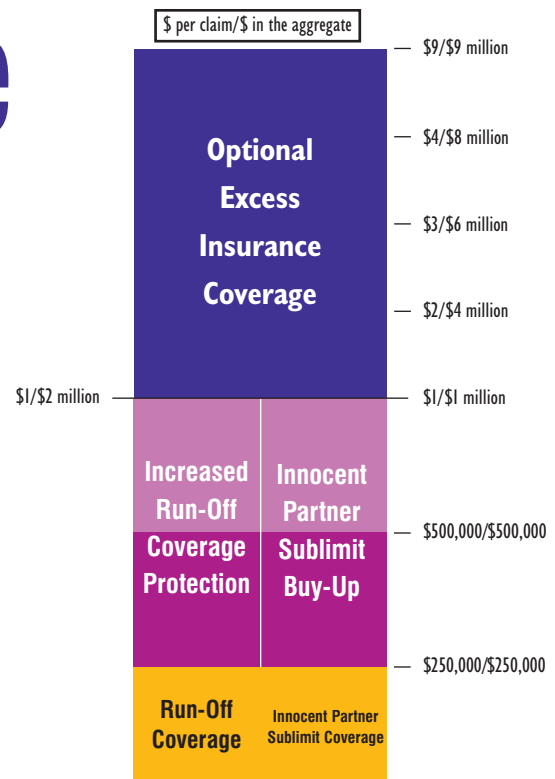 $ per claim/$ in the aggregate
$9/$9 million
Optional
Excess
Insurance
Coverage
$4/$8 million
$3/$6 million
$2/$4 million
$1/$2 million
$1/$1 million
Increased
Run-Off
Coverage
Protection
Innocent
Partner
Sublimit
Buy-Up
$500,000/$500,000
$250,000/$250,000
Run-Off
Coverage
Innocent Partner
Sublimit Coverage